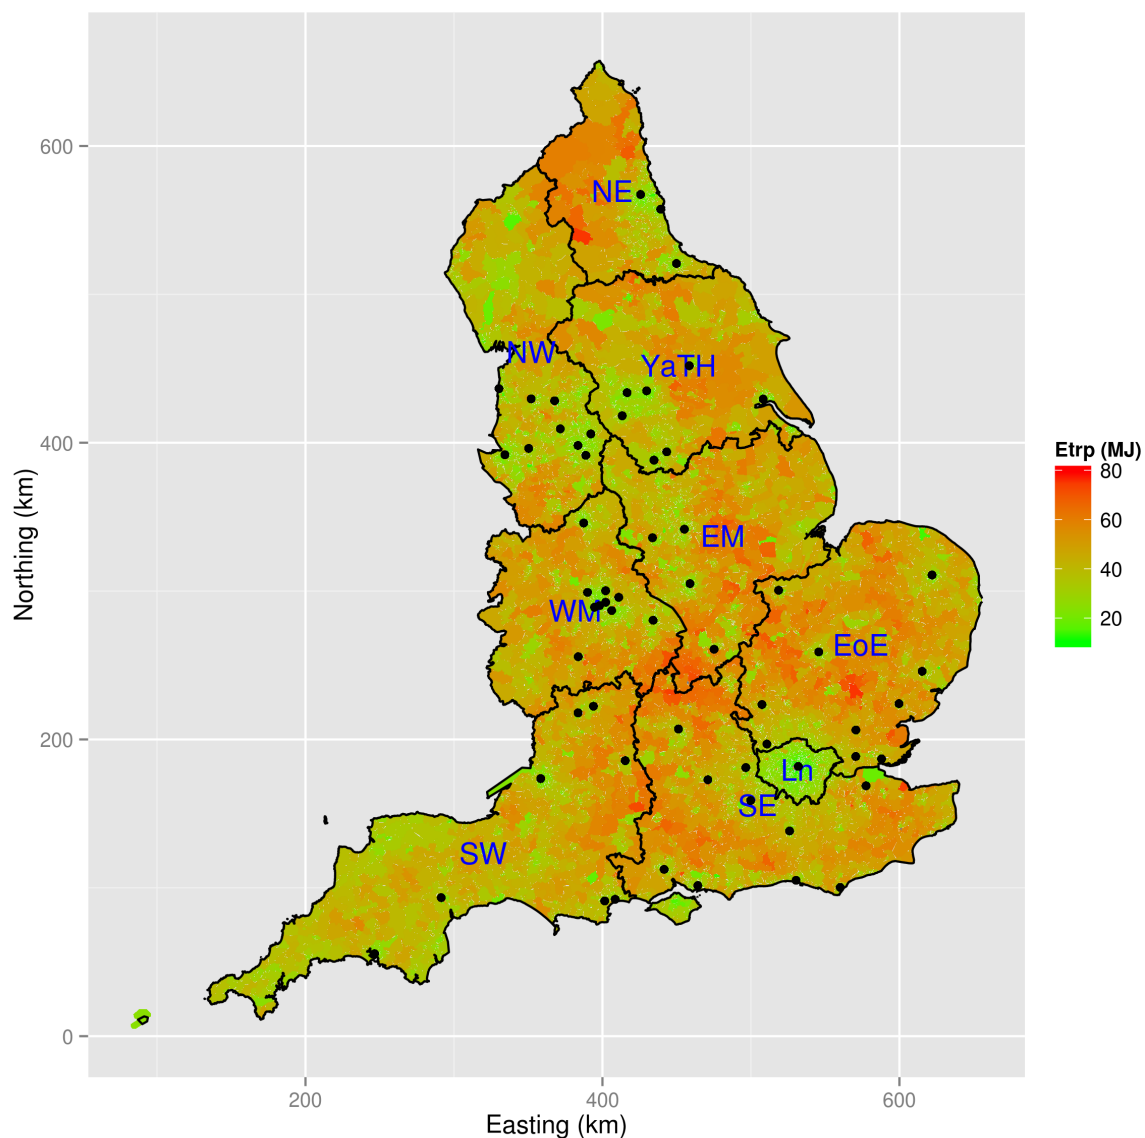 600
400
200
0
Northing (km)
NE
NW
YaTH
EM
WM
EoE
Ln
SE
SW
200
400
600
Easting (km)
Etrp (MJ)
80
60
40
20